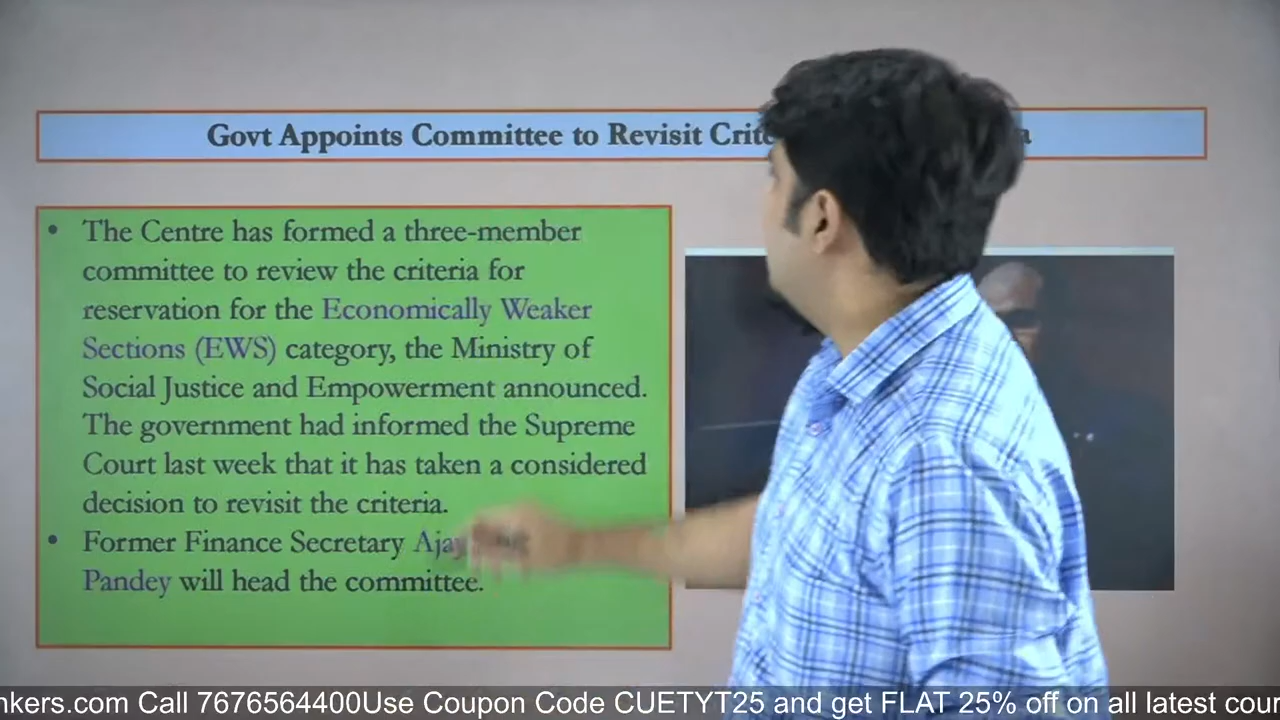 Govt Appoints Committee to Revisit
• The Centre has formed a three-member
committee to review the criteria for
reservation for the Economically Weaker
Sections (EWS) category, the Ministry of
Social Justice and Empowerment announced.
The government had informed the Supreme
Court last week that it has taken a considered
decision to revisit the criteria.
• Former Finance Secretary
Pandey will head the committee.
nkers.com Call 7676564400Use Coupon Code CUETYT25 and get FLAT 25% off on all latest cour